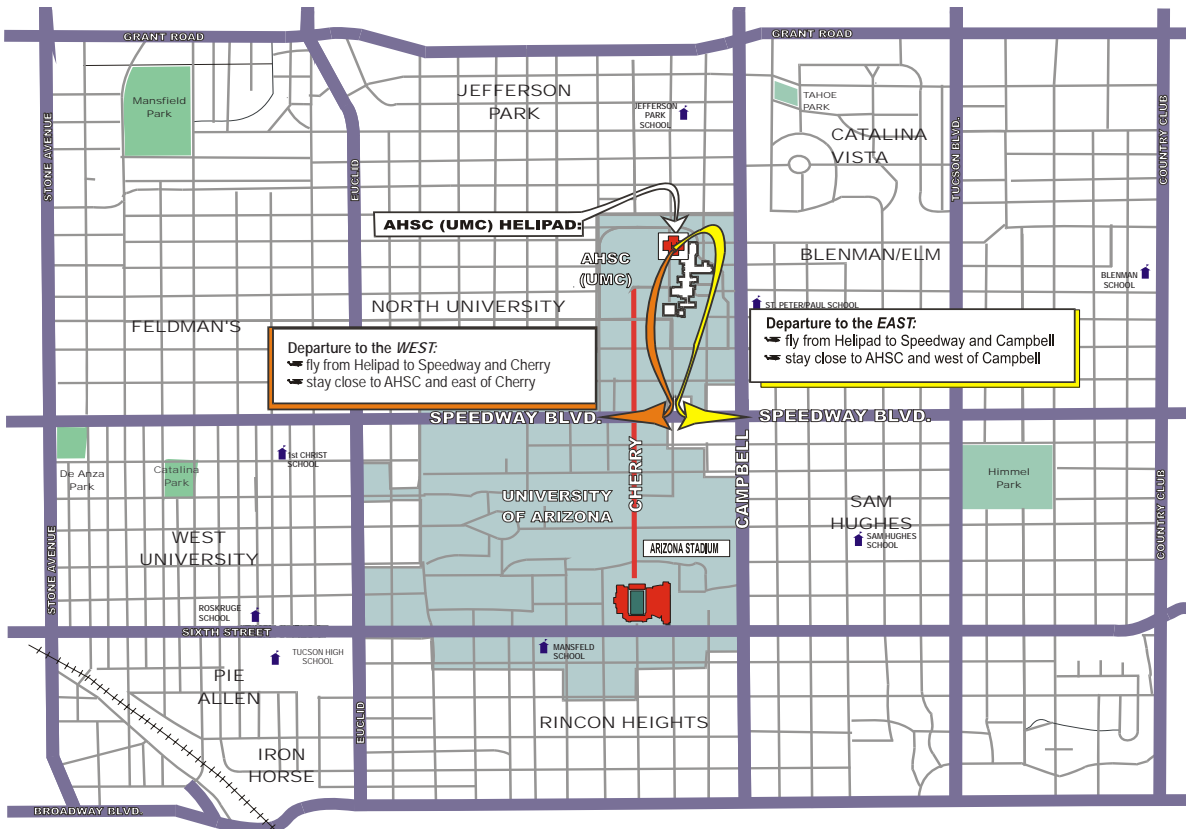 GRANT ROAD
GRANT ROAD
JEFFERSON
PARK
Mansfield
Park
TAHOE
PARK
JEFFERSON
PARK
SCHOOL
CATALINA
VISTA
STONE AVENUE
EUCLID
TUCSON BLVD.
COUNTRY CLUB
AHSC (UMC) HELIPAD:
AHSC
(UMC)
BLENMAN/ELM
BLENMAN
SCHOOL
NORTH UNIVERSITY
ST. PETER/PAUL SCHOOL
FELDMAN'S
Departure to the WEST:
fly from Helipad to Speedway and Cherry
stay close to AHSC and east of Cherry
Departure to the EAST:
fly from Helipad to Speedway and Campbell
stay close to AHSC and west of Campbell
SPEEDWAY BLVD.
SPEEDWAY BLVD.
CHERRY
CAMPBELL
1st CHRIST
SCHOOL
De Anza
Park
Catalina
Park
Himmel
Park
UNIVERSITY
OF ARIZONA
SAM
HUGHES
SAM HUGHES
SCHOOL
COUNTRY CLUB
WEST
UNIVERSITY
ARIZONA STADIUM
STONE AVENUE
ROSKRUGE
SCHOOL
SIXTH STREET
TUCSON HIGH
SCHOOL
MANSFELD
SCHOOL
PIE
ALLEN
EUCLID
RINCON HEIGHTS
IRON
HORSE
BROADWAY BLVD.